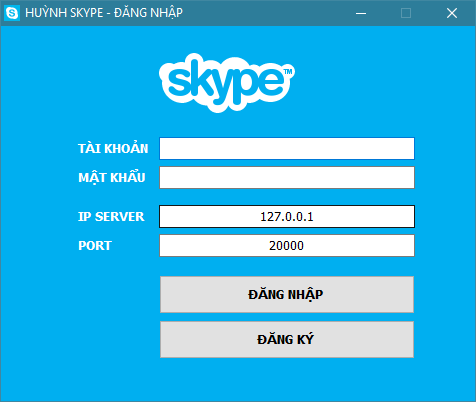 HUỲNH SKYPE - ĐĂNG NHẬP
skype™
TÀI KHOẢN
MẬT KHẨU
IP SERVER 127.0.0.1
PORT 20000
ĐĂNG NHẬP
ĐĂNG KÝ